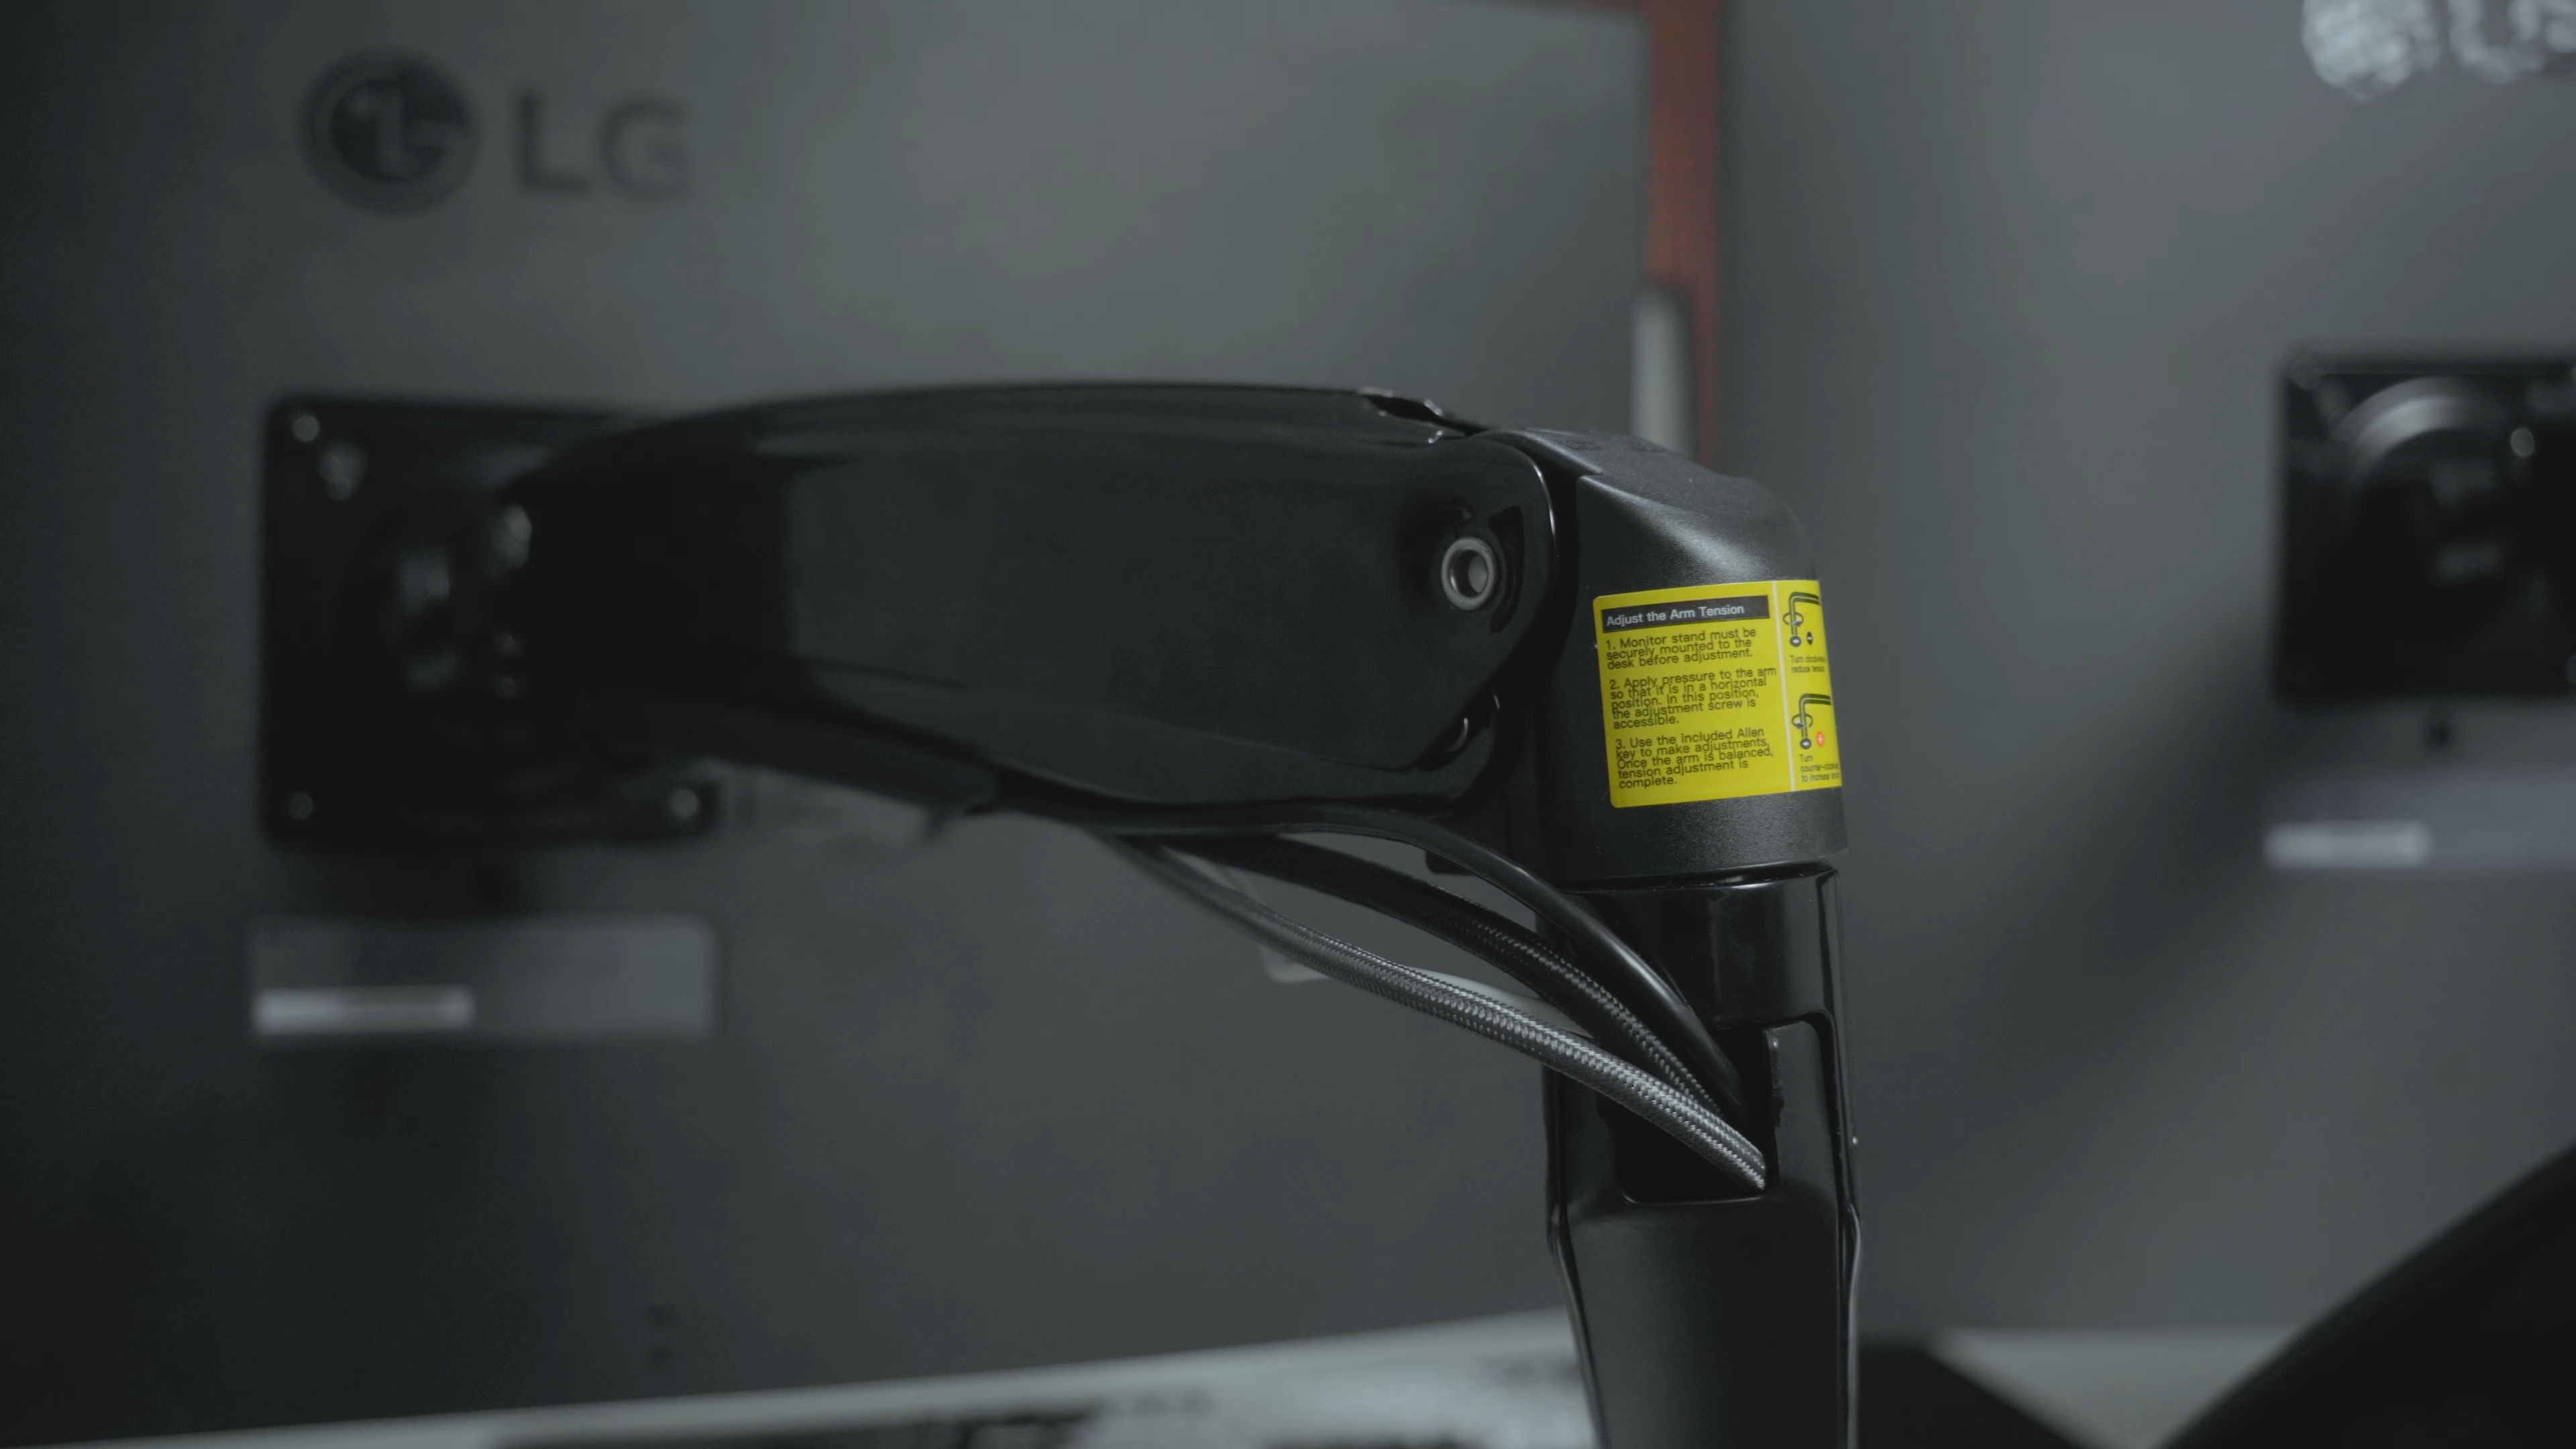 LG
Adjust the Arm Tension
1. Monitor stand must be
securely mounted to the
desk before adjustment.
2. Apply pressure to the arm
so that it is in a horizontal
position. In this position,
the adjustment screw is
accessible.
3. Use the included Allen
key to make adjustments.
Once the arm is balanced,
tension adjustment is
complete.
Turn
reduce
Turn
to